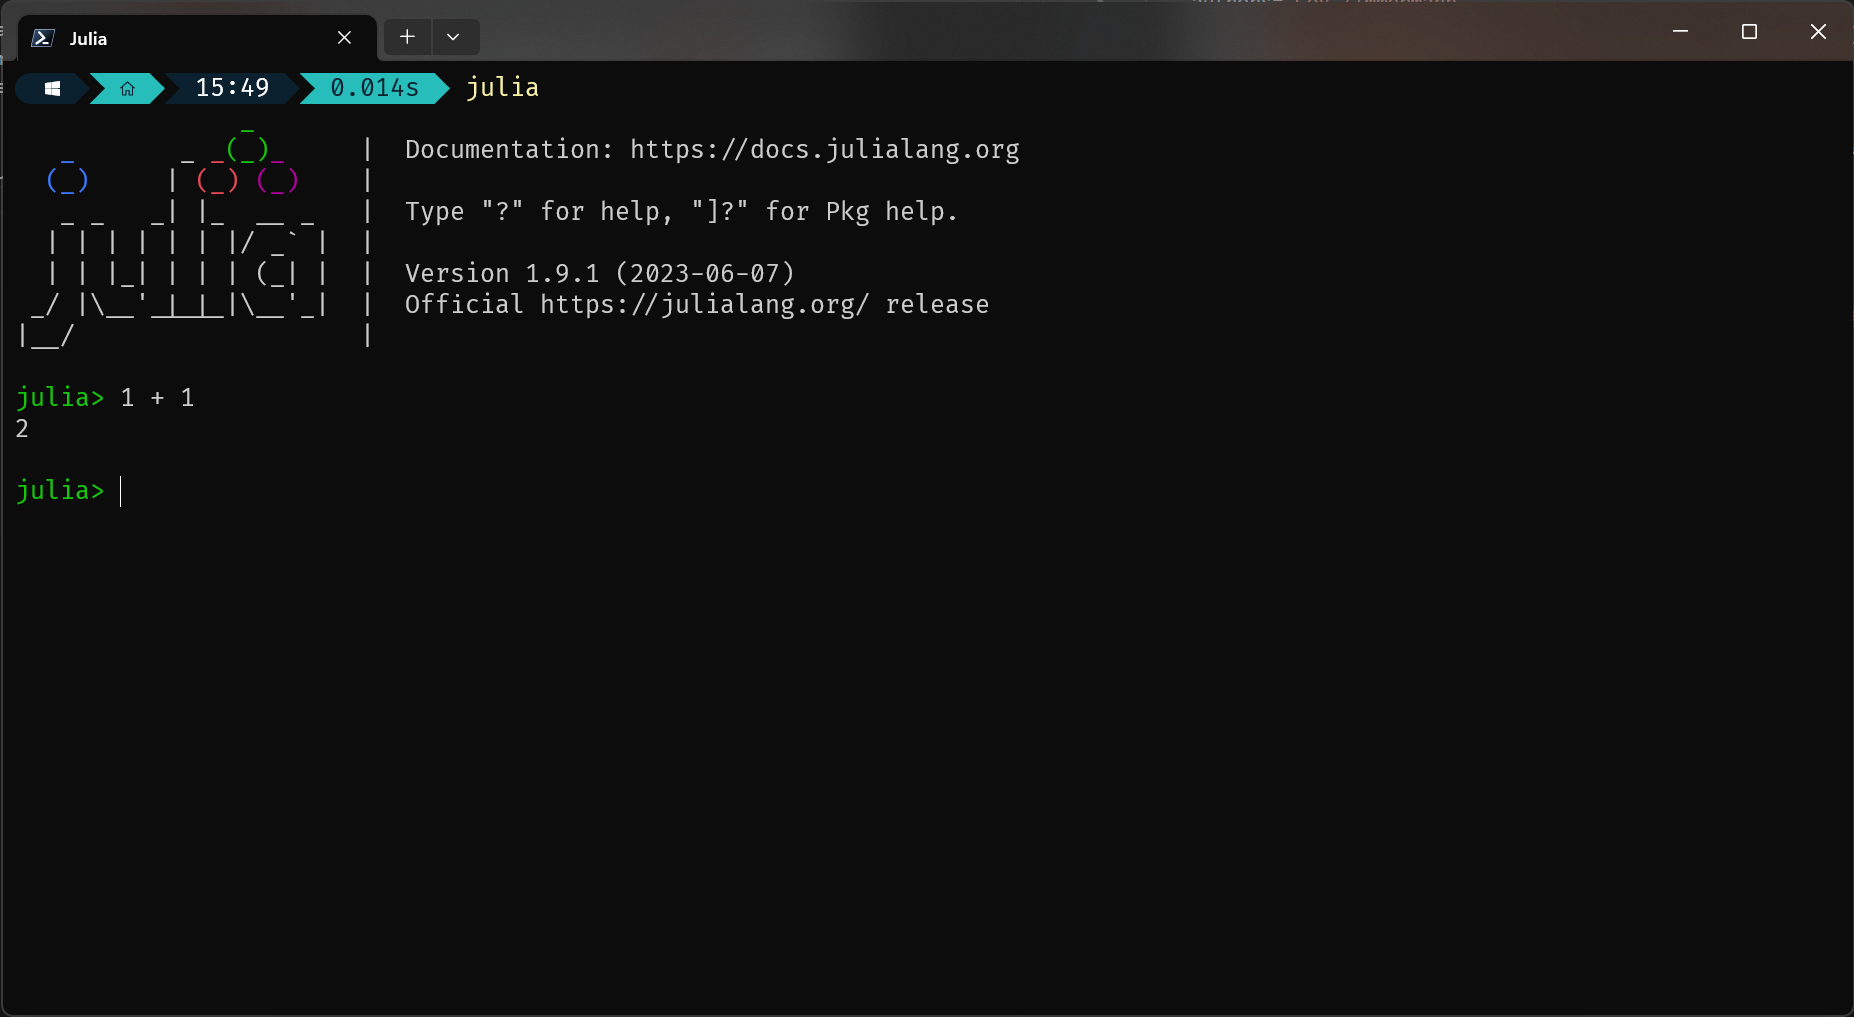 Julia
15:49 0.014s julia
               _
   _       _ _(_)_     |  Documentation: https://docs.julialang.org
  (_)     | (_) (_)    |
   _ _   _| |_  __ _   |  Type "?" for help, "]?" for Pkg help.
  | | | | | | |/ _` |  |
  | | |_| | | | (_| |  |  Version 1.9.1 (2023-06-07)
 _/ |\__'_|_|_|\__'_|  |  Official https://julialang.org/ release
|__/                   |
julia> 1 + 1
2
julia>